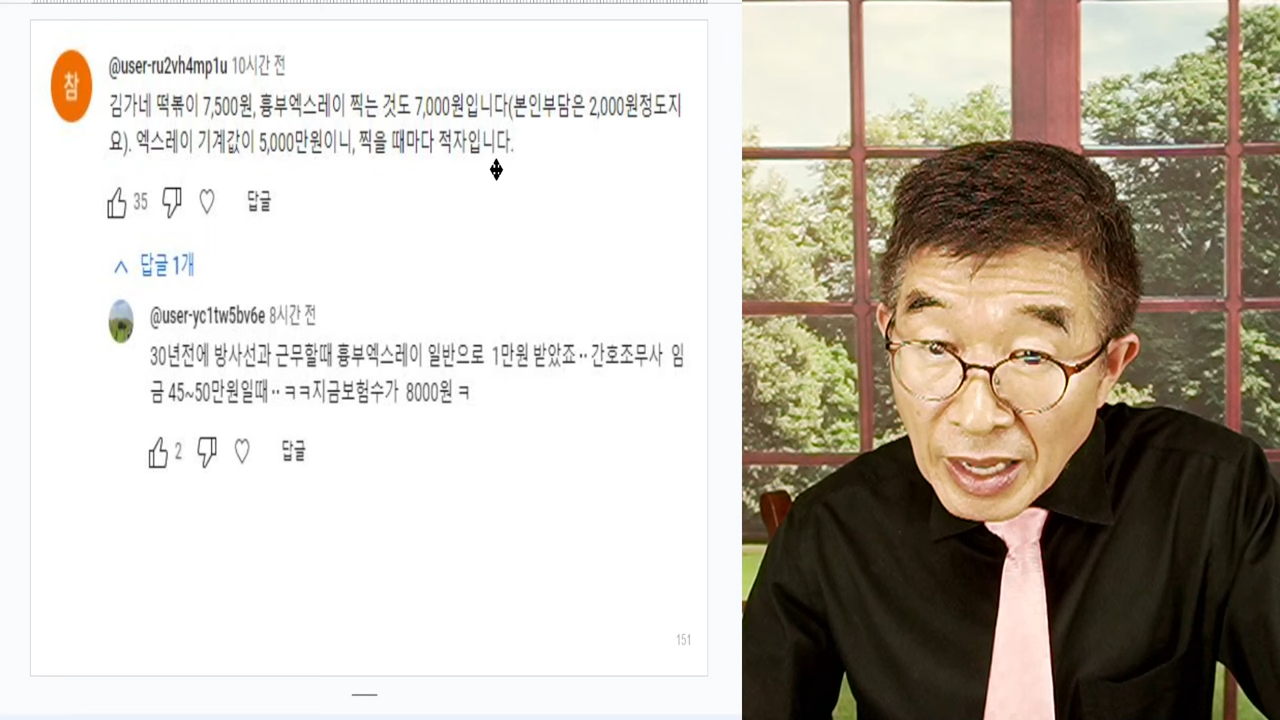 참
@user-ru2vh4mp1u 10시간 전
김가네 떡볶이 7,500원, 흉부엑스레이 찍는 것도 7,000원입니다(본인부담은 2,000원정도지
요). 엑스레이 기계값이 5,000만원이니, 찍을 때마다 적자입니다.
35 답글
답글 1개
@user-yc1tw5bv6e 8시간 전
30년전에 방사선과 근무할때 흉부엑스레이 일반으로 1만원 받았죠·· 간호조무사 임
금 45~50만원일때·· ㅋㅋ지금보험수가 8000원 ㅋ
2 답글
151